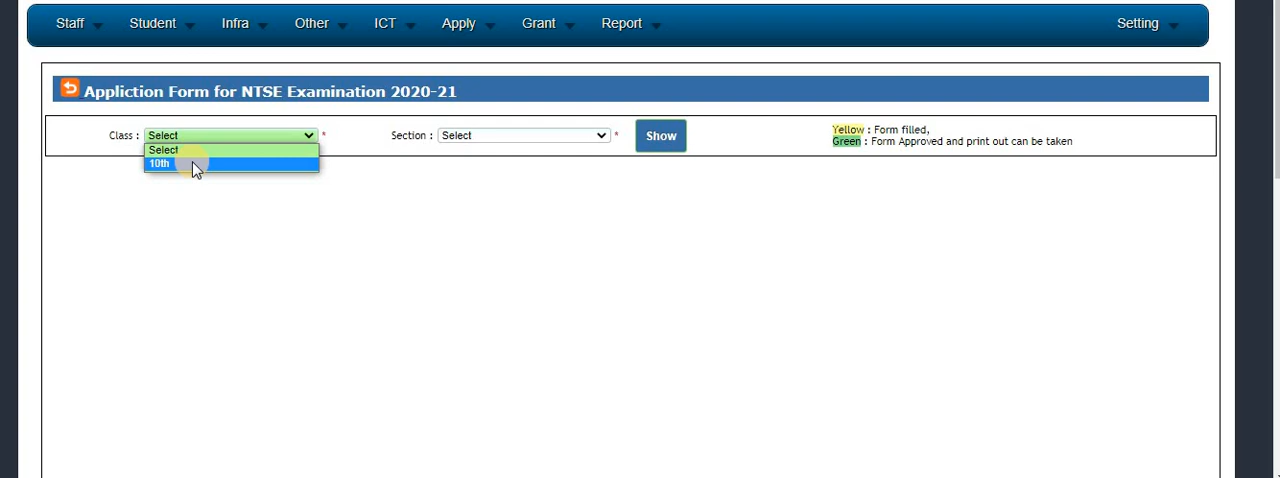 Staff Student Infra Other ICT Apply Grant Report Setting
Appliction Form for NTSE Examination 2020-21
Class : Select * Section : Select * Show
Yellow : Form filled,
Green : Form Approved and print out can be taken
Select
10th